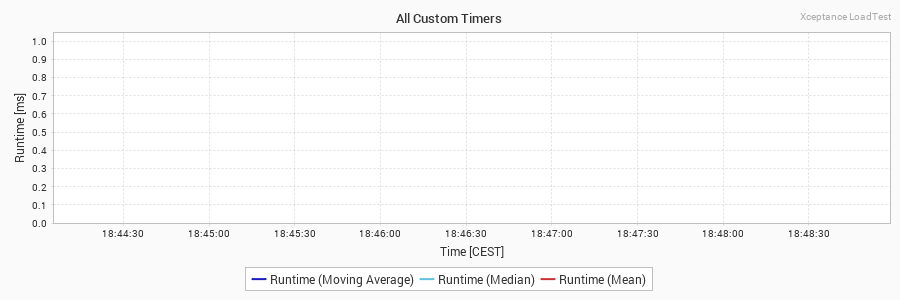 All Custom Timers
Xceptance LoadTest
Runtime [ms]
1.0
0.9
0.8
0.7
0.6
0.5
0.4
0.3
0.2
0.1
0.0
18:44:30 18:45:00 18:45:30 18:46:00 18:46:30 18:47:00 18:47:30 18:48:00 18:48:30
Time [CEST]
Runtime (Moving Average) Runtime (Median) Runtime (Mean)